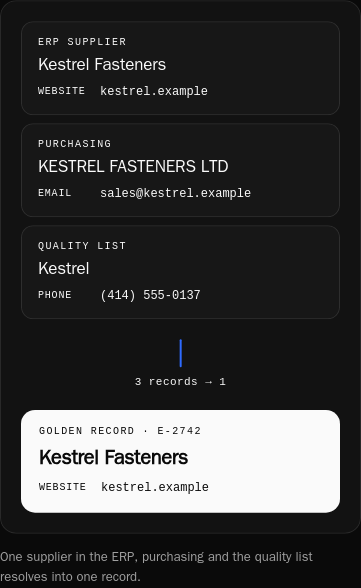 ERP SUPPLIER
Kestrel Fasteners
WEBSITE kestrel.example
PURCHASING
KESTREL FASTENERS LTD
EMAIL sales@kestrel.example
QUALITY LIST
Kestrel
PHONE (414) 555-0137
3 records → 1
GOLDEN RECORD · E-2742
Kestrel Fasteners
WEBSITE kestrel.example
One supplier in the ERP, purchasing and the quality list
resolves into one record.